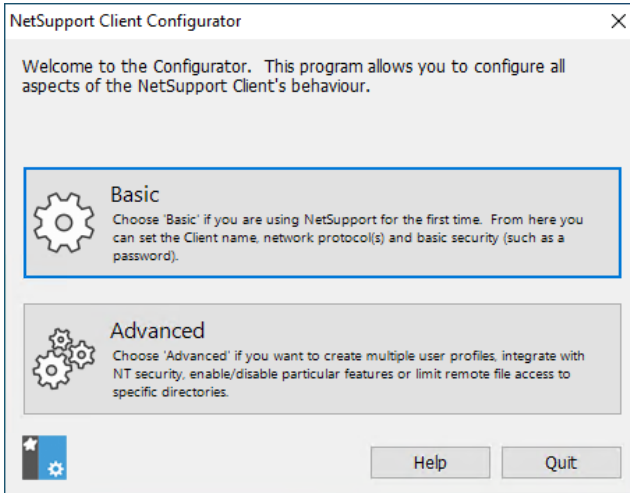 NetSupport Client Configurator
Welcome to the Configurator.  This program allows you to configure all
aspects of the NetSupport Client's behaviour.
Basic
Choose 'Basic' if you are using NetSupport for the first time.  From here you
can set the Client name, network protocol(s) and basic security (such as a
password).
Advanced
Choose 'Advanced' if you want to create multiple user profiles, integrate with
NT security, enable/disable particular features or limit remote file access to
specific directories.
Help
Quit